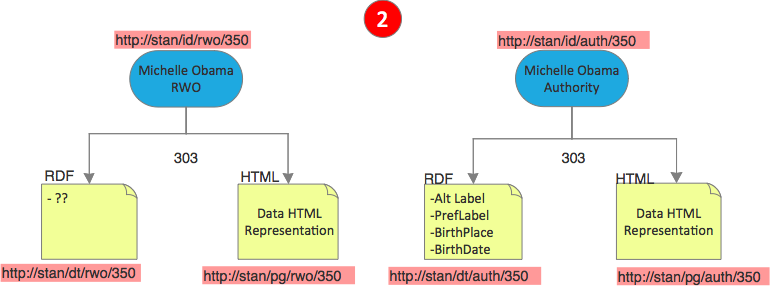 2
http://stan/id/rwo/350
Michelle Obama
RWO
303
RDF
- ??
http://stan/dt/rwo/350
HTML
Data HTML
Representation
http://stan/pg/rwo/350
http://stan/id/auth/350
Michelle Obama
Authority
303
RDF
-Alt Label
-PrefLabel
-BirthPlace
-BirthDate
http://stan/dt/auth/350
HTML
Data HTML
Representation
http://stan/pg/auth/350